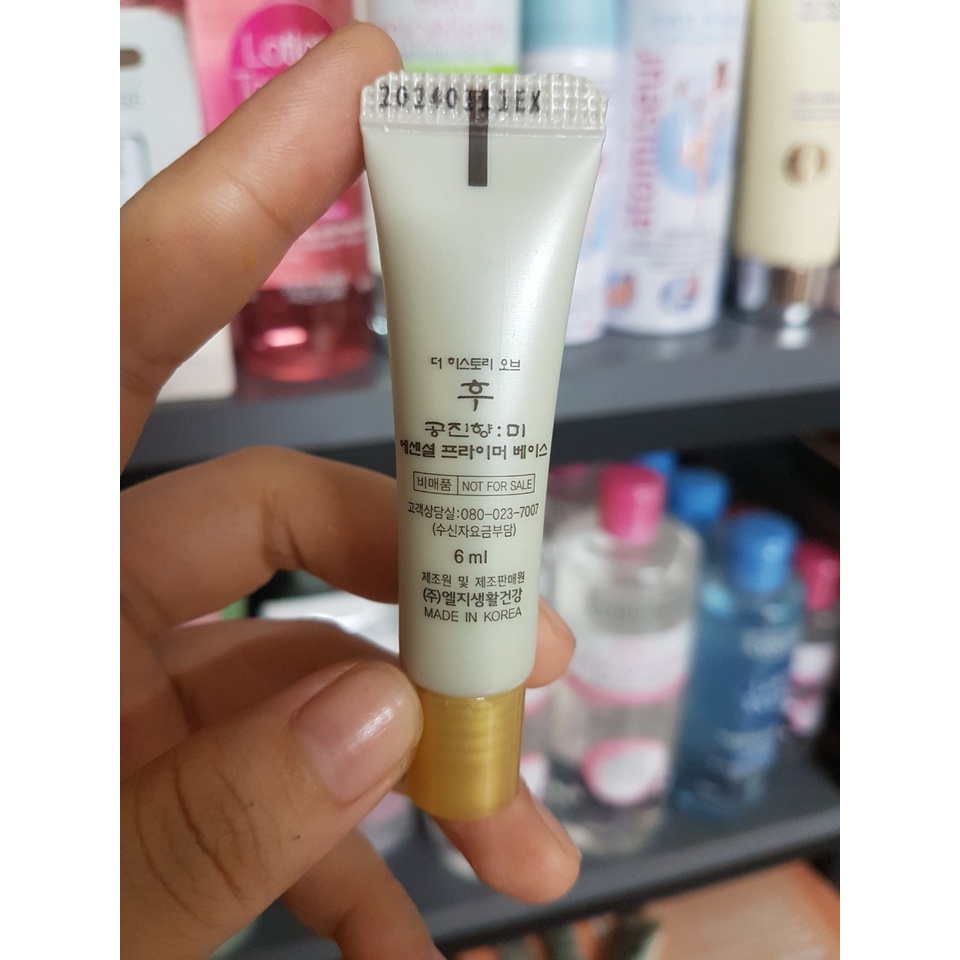 20240311EX
더 히스토리 오브
후
공진향:미
에센셜 프라이머 베이스
비매품 NOT FOR SALE
고객상담실:080-023-7007
(수신자요금부담)
6 ml
제조원 및 제조판매원
(주)엘지생활건강
MADE IN KOREA
atomiseur